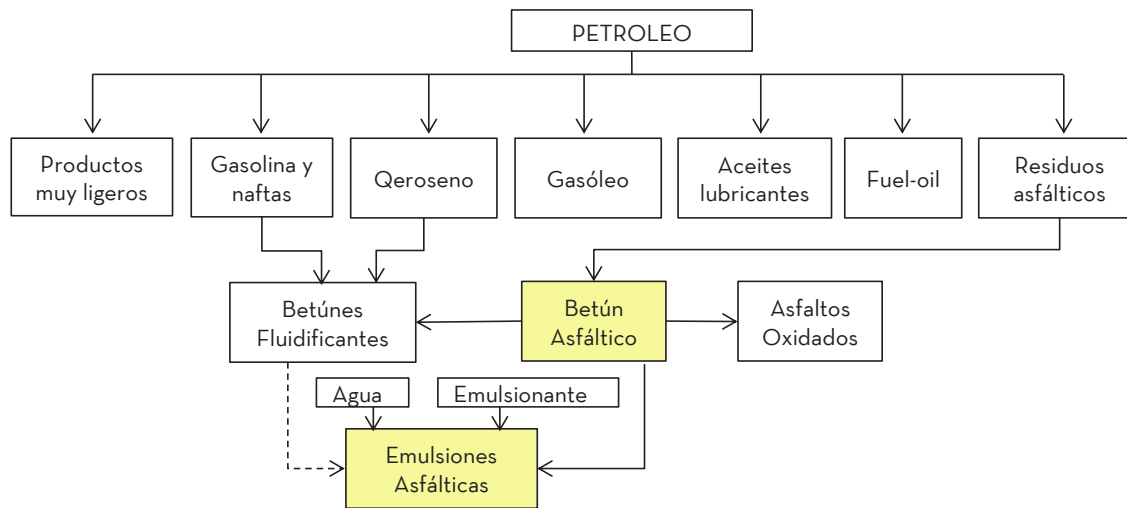 PETROLEO
Productos
muy ligeros
Gasolina y
naftas
Qeroseno
Gasóleo
Aceites
lubricantes
Fuel-oil
Residuos
asfálticos
Betúnes
Fluidificantes
Betún
Asfáltico
Asfaltos
Oxidados
Agua
Emulsionante
Emulsiones
Asfálticas